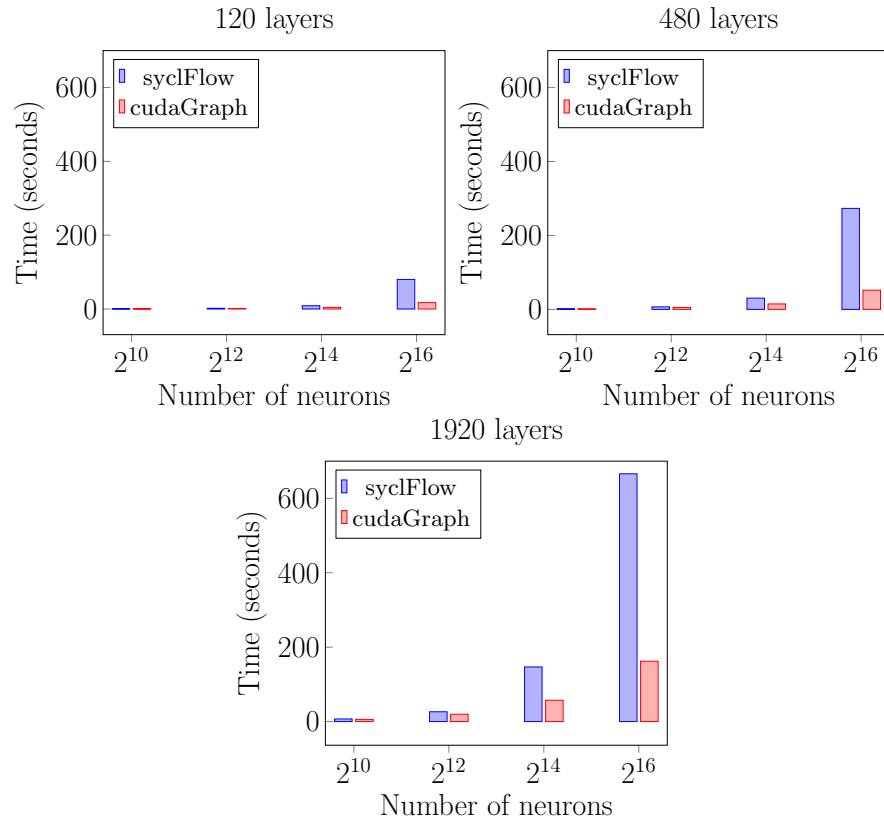 120 layers
600
400
200
0
Time (seconds)
syclFlow
cudaGraph
2^10 2^12 2^14 2^16
Number of neurons
480 layers
600
400
200
0
Time (seconds)
syclFlow
cudaGraph
2^10 2^12 2^14 2^16
Number of neurons
1920 layers
600
400
200
0
Time (seconds)
syclFlow
cudaGraph
2^10 2^12 2^14 2^16
Number of neurons